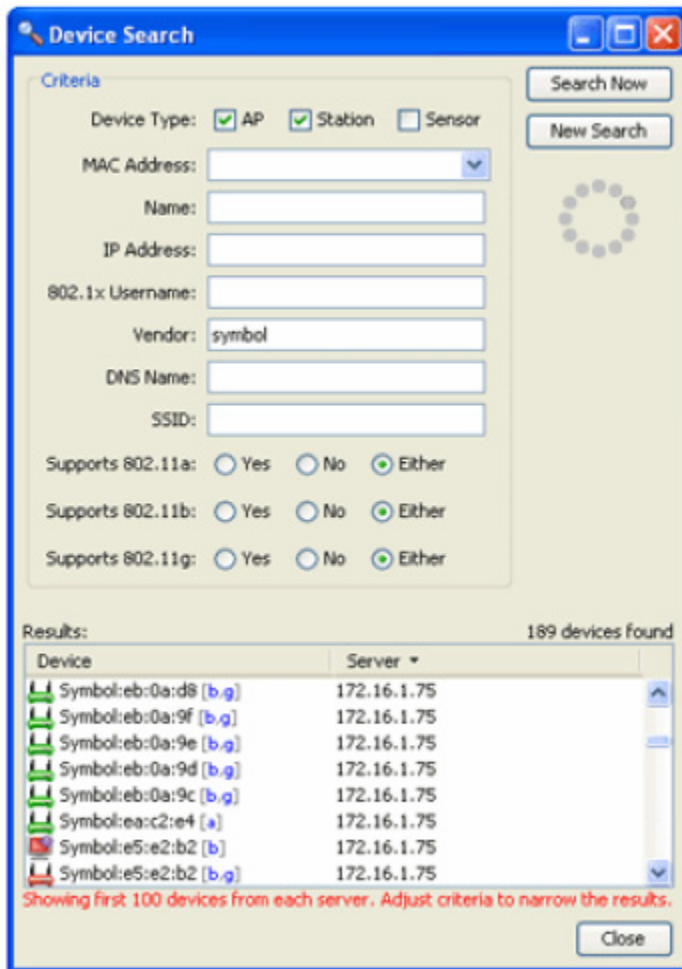 Device Search
Criteria
Search Now
Device Type: AP Station Sensor
New Search
MAC Address:
Name:
IP Address:
802.1x Username:
Vendor: symbol
DNS Name:
SSID:
Supports 802.11a: Yes No Either
Supports 802.11b: Yes No Either
Supports 802.11g: Yes No Either
Results: 189 devices found
Device Server
Symbol:eb:0a:d8 [b,g] 172.16.1.75
Symbol:eb:0a:9f [b,g] 172.16.1.75
Symbol:eb:0a:9e [b,g] 172.16.1.75
Symbol:eb:0a:9d [b,g] 172.16.1.75
Symbol:eb:0a:9c [b,g] 172.16.1.75
Symbol:ea:c2:e4 [a] 172.16.1.75
Symbol:e5:e2:b2 [b] 172.16.1.75
Symbol:e5:e2:b2 [b,g] 172.16.1.75
Showing first 100 devices from each server. Adjust criteria to narrow the results.
Close